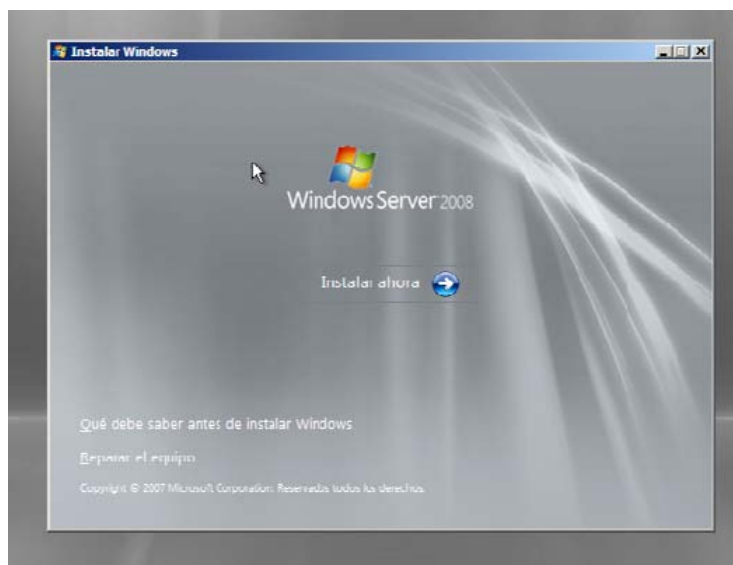 Instalar Windows
Windows Server 2008
Instalar ahora
Qué debe saber antes de instalar Windows
Reparar el equipo
Copyright © 2007 Microsoft Corporation. Reservados todos los derechos.